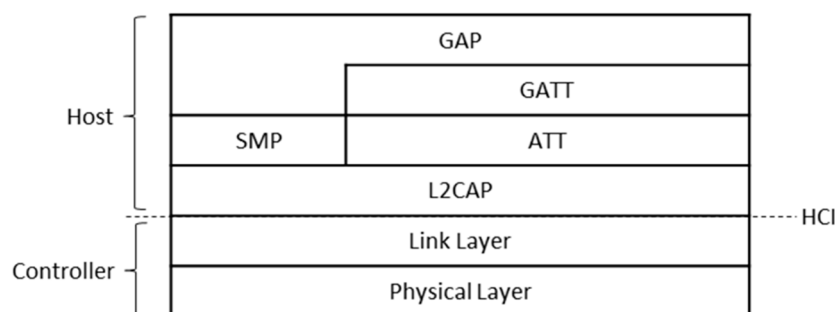 GAP
GATT
Host
SMP
ATT
L2CAP
HCI
Link Layer
Controller
Physical Layer